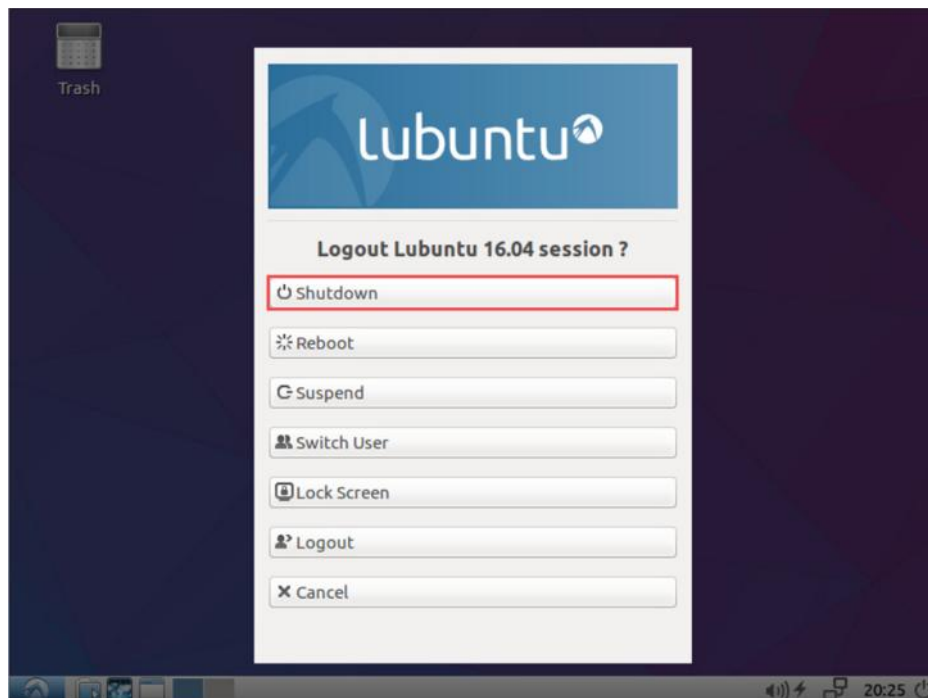 Trash
lubuntu
Logout Lubuntu 16.04 session ?
Shutdown
Reboot
Suspend
Switch User
Lock Screen
Logout
Cancel
20:25